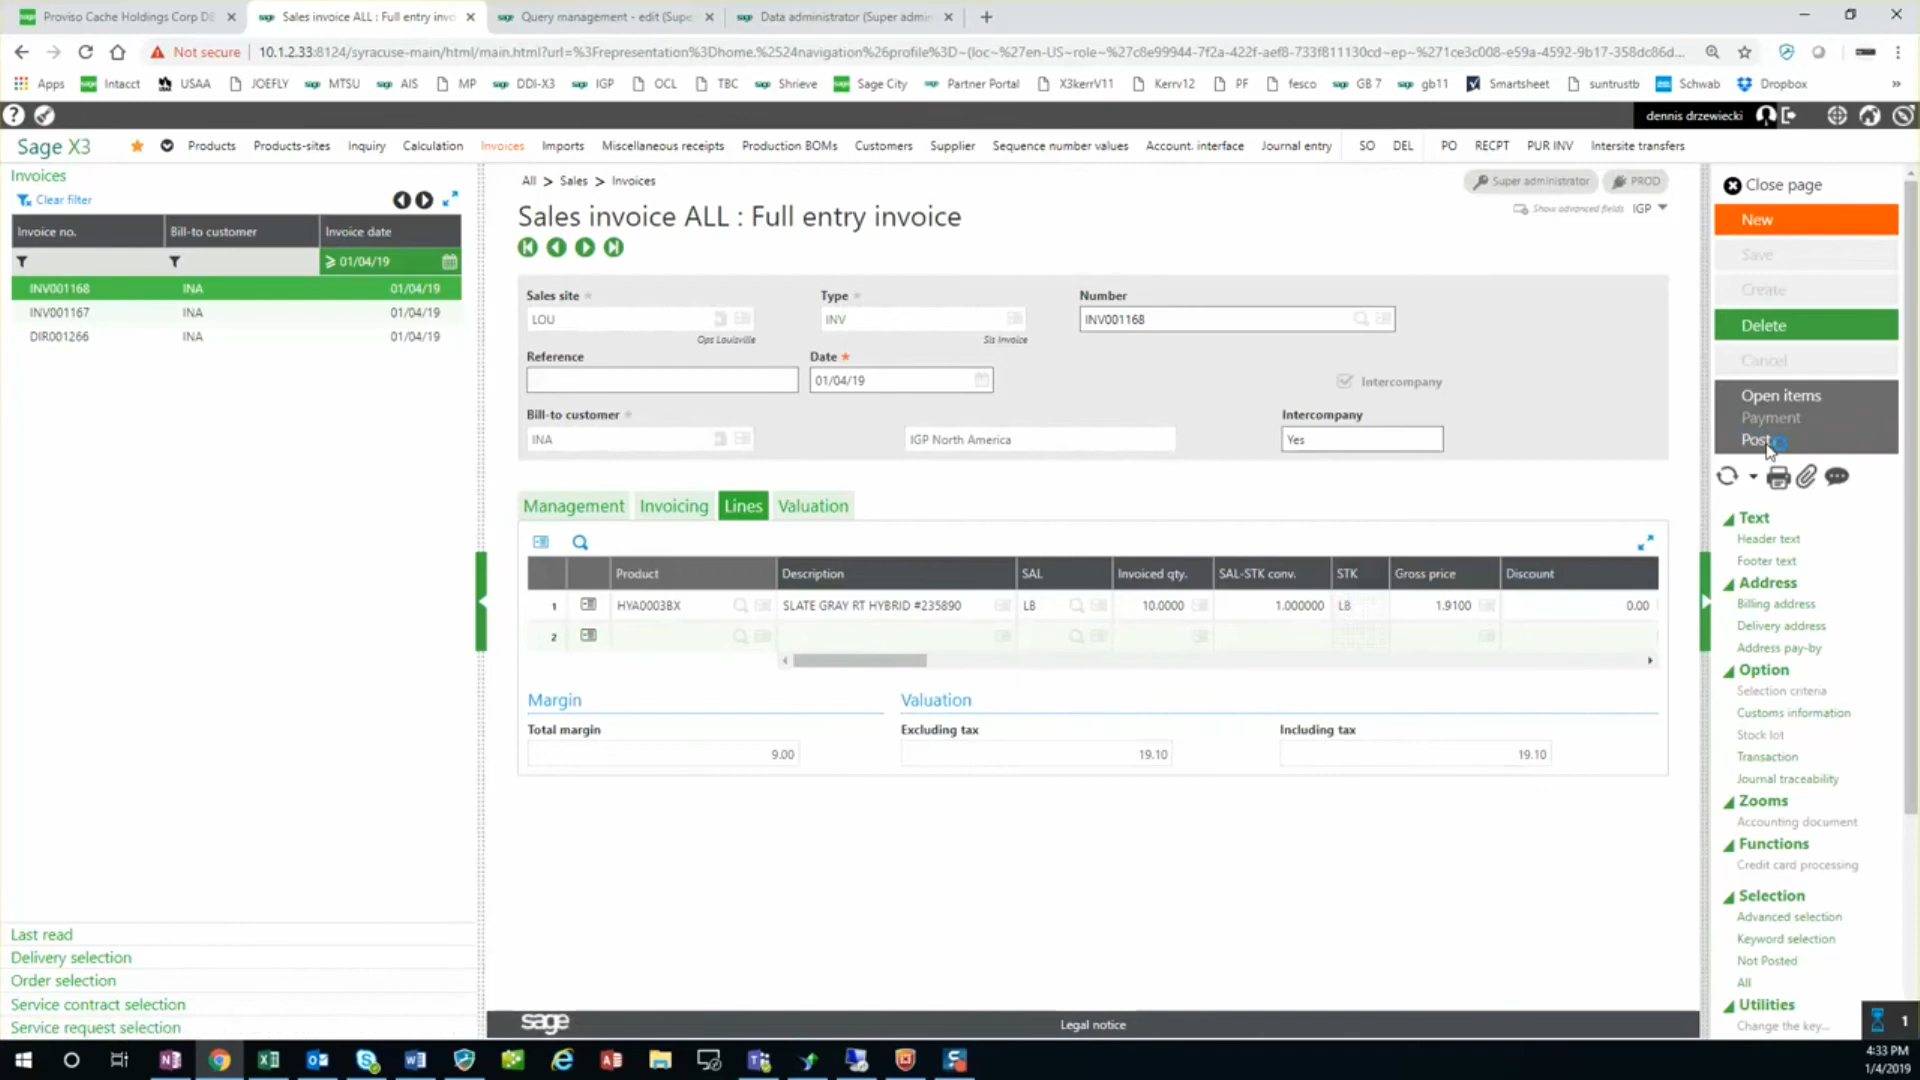 Proviso Cache Holdings Corp DE
Sales invoice ALL : Full entry invo
Query management - edit (Supe
Data administrator (Super admin
Not secure
10.1.2.33:8124/syracuse-main/html/main.html?url=%3Frepresentation%3Dhome.%2524navigation%26profile%3D~(loc~%27en-US~role~%27c8e99944-7f2a-422f-aef8-733f811130cd~ep~%271ce3c008-e59a-4592-9b17-358dc86d...
Apps
Intacct
USAA
JOEFLY
MTSU
AIS
MP
DDI-X3
IGP
OCL
TBC
Shrieve
Sage City
Partner Portal
X3kerrV11
Kerrv12
PF
fesco
GB 7
gb11
Smartsheet
suntrustb
Schwab
Dropbox
dennis drzewiecki
Sage X3
Products
Products-sites
Inquiry
Calculation
Invoices
Imports
Miscellaneous receipts
Production BOMs
Customers
Supplier
Sequence number values
Account. interface
Journal entry
SO
DEL
PO
RECPT
PUR INV
Intersite transfers
Invoices
Clear filter
Invoice no.
Bill-to customer
Invoice date
≥ 01/04/19
INV001168 INA 01/04/19
INV001167 INA 01/04/19
DIR001266 INA 01/04/19
Last read
Delivery selection
Order selection
Service contract selection
Service request selection
All > Sales > Invoices
Super administrator
PROD
Sales invoice ALL : Full entry invoice
Show advanced fields
IGP
Sales site *
LOU
Ops Louisville
Type *
INV
Sls Invoice
Number
INV001168
Reference
Date *
01/04/19
Intercompany
Bill-to customer *
INA
IGP North America
Intercompany
Yes
Management
Invoicing
Lines
Valuation
Product
Description
SAL
Invoiced qty.
SAL-STK conv.
STK
Gross price
Discount
1 HYA0003BX SLATE GRAY RT HYBRID #235890 LB 10.0000 1.000000 LB 1.9100 0.00
2
Margin
Valuation
Total margin
9.00
Excluding tax
19.10
Including tax
19.10
sage
Legal notice
Close page
New
Save
Create
Delete
Cancel
Open items
Payment
Post
Text
Header text
Footer text
Address
Billing address
Delivery address
Address pay-by
Option
Selection criteria
Customs information
Stock lot
Transaction
Journal traceability
Zooms
Accounting document
Functions
Credit card processing
Selection
Advanced selection
Keyword selection
Not Posted
All
Utilities
Change the key...
1
4:33 PM
1/4/2019